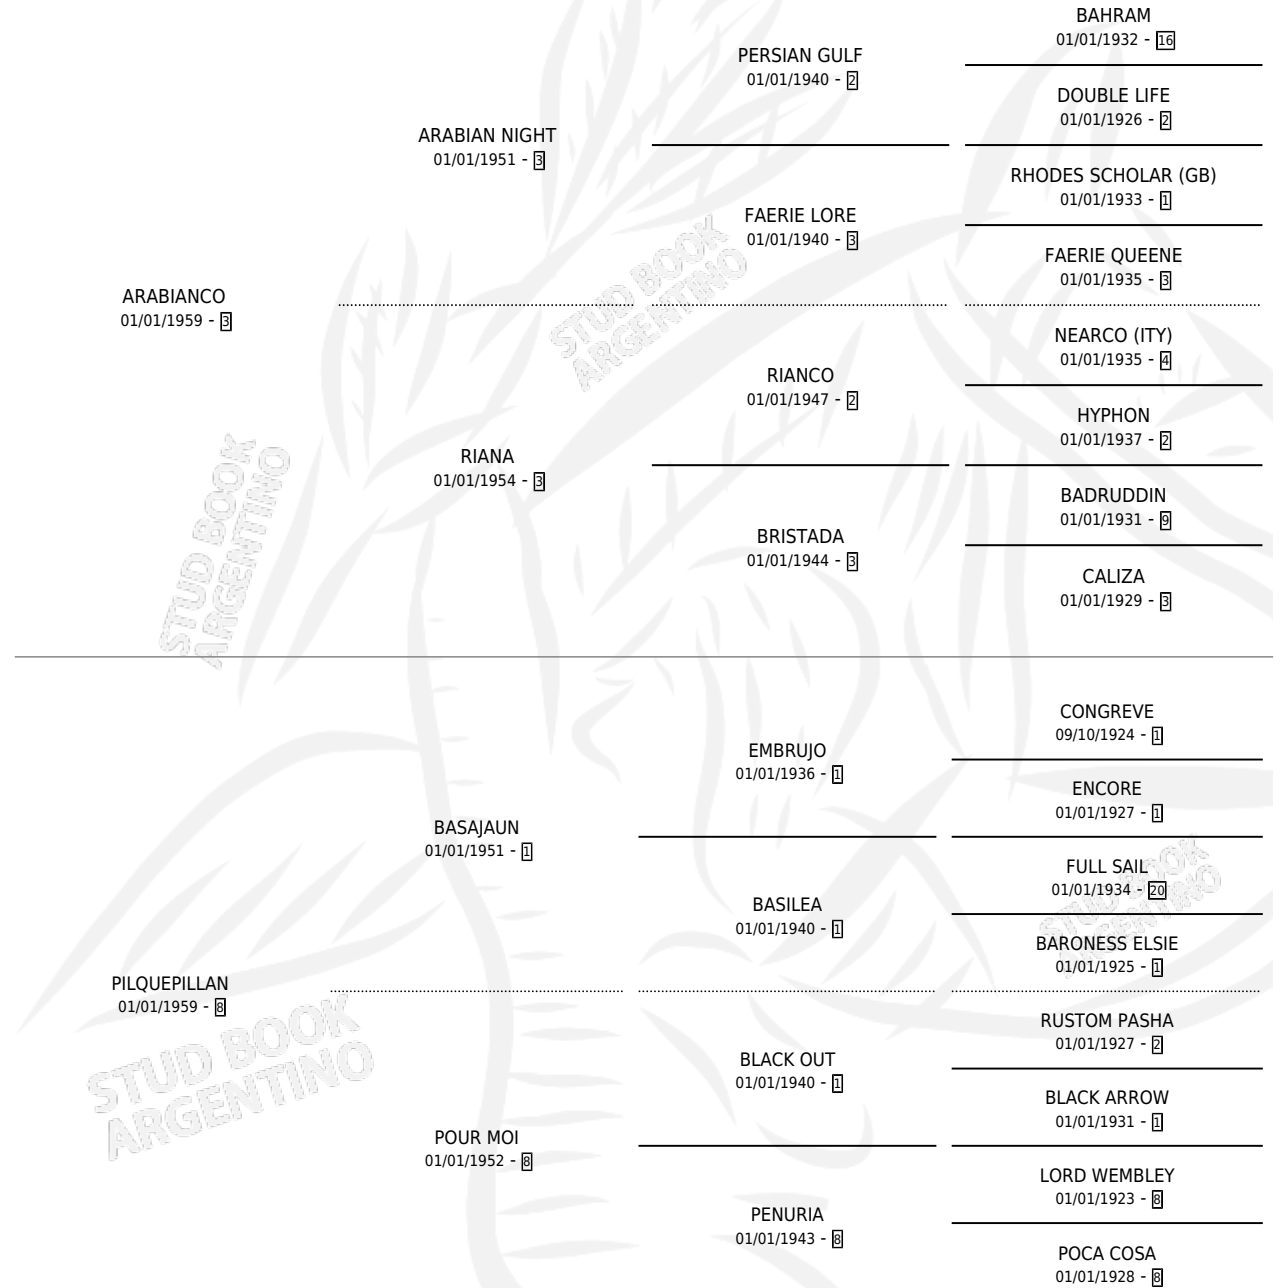 BAHRAM
01/01/1932 - 16
PERSIAN GULF
01/01/1940 - 2
DOUBLE LIFE
01/01/1926 - 2
ARABIAN NIGHT
01/01/1951 - 3
RHODES SCHOLAR (GB)
01/01/1933 - 1
FAERIE LORE
01/01/1940 - 3
FAERIE QUEENE
01/01/1935 - 3
STUD BOOK
ARGENTINO
ARABIANCO
01/01/1959 - 3
NEARCO (ITY)
01/01/1935 - 4
RIANCO
01/01/1947 - 2
HYPHON
01/01/1937 - 2
RIANA
01/01/1954 - 3
BADRUDDIN
01/01/1931 - 9
BRISTADA
01/01/1944 - 3
CALIZA
01/01/1929 - 3
STUD BOOK
ARGENTINO
CONGREVE
09/10/1924 - 1
EMBRUJO
01/01/1936 - 1
ENCORE
01/01/1927 - 1
BASAJAUN
01/01/1951 - 1
FULL SAIL
01/01/1934 - 20
BASILEA
01/01/1940 - 1
BARONESS ELSIE
01/01/1925 - 1
STUD BOOK
ARGENTINO
PILQUEPILLAN
01/01/1959 - 8
RUSTOM PASHA
01/01/1927 - 2
BLACK OUT
01/01/1940 - 1
BLACK ARROW
01/01/1931 - 1
STUD BOOK
ARGENTINO
POUR MOI
01/01/1952 - 8
LORD WEMBLEY
01/01/1923 - 8
PENURIA
01/01/1943 - 8
POCA COSA
01/01/1928 - 8